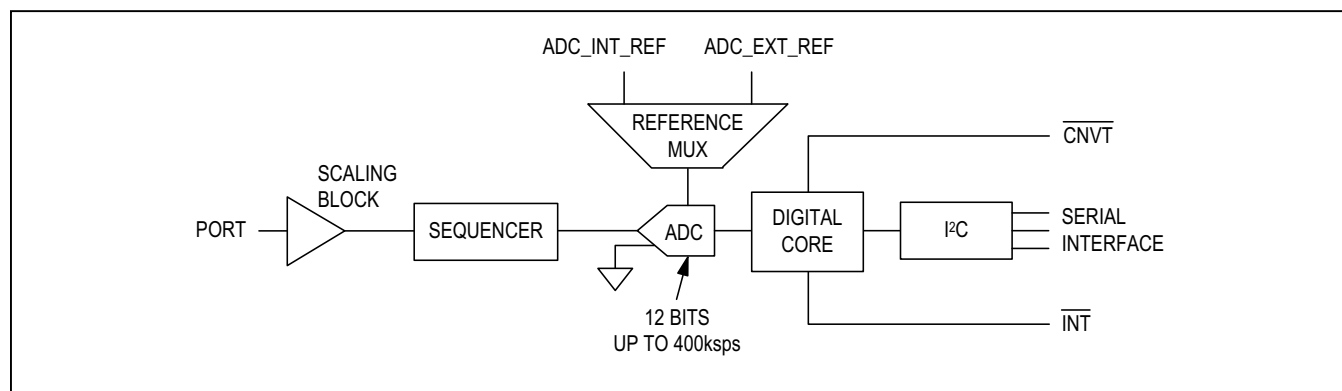 ADC_INT_REF
ADC_EXT_REF
REFERENCE
MUX
CNVT
SCALING
BLOCK
PORT
SEQUENCER
ADC
DIGITAL
CORE
I²C
SERIAL
INTERFACE
12 BITS
UP TO 400ksps
INT